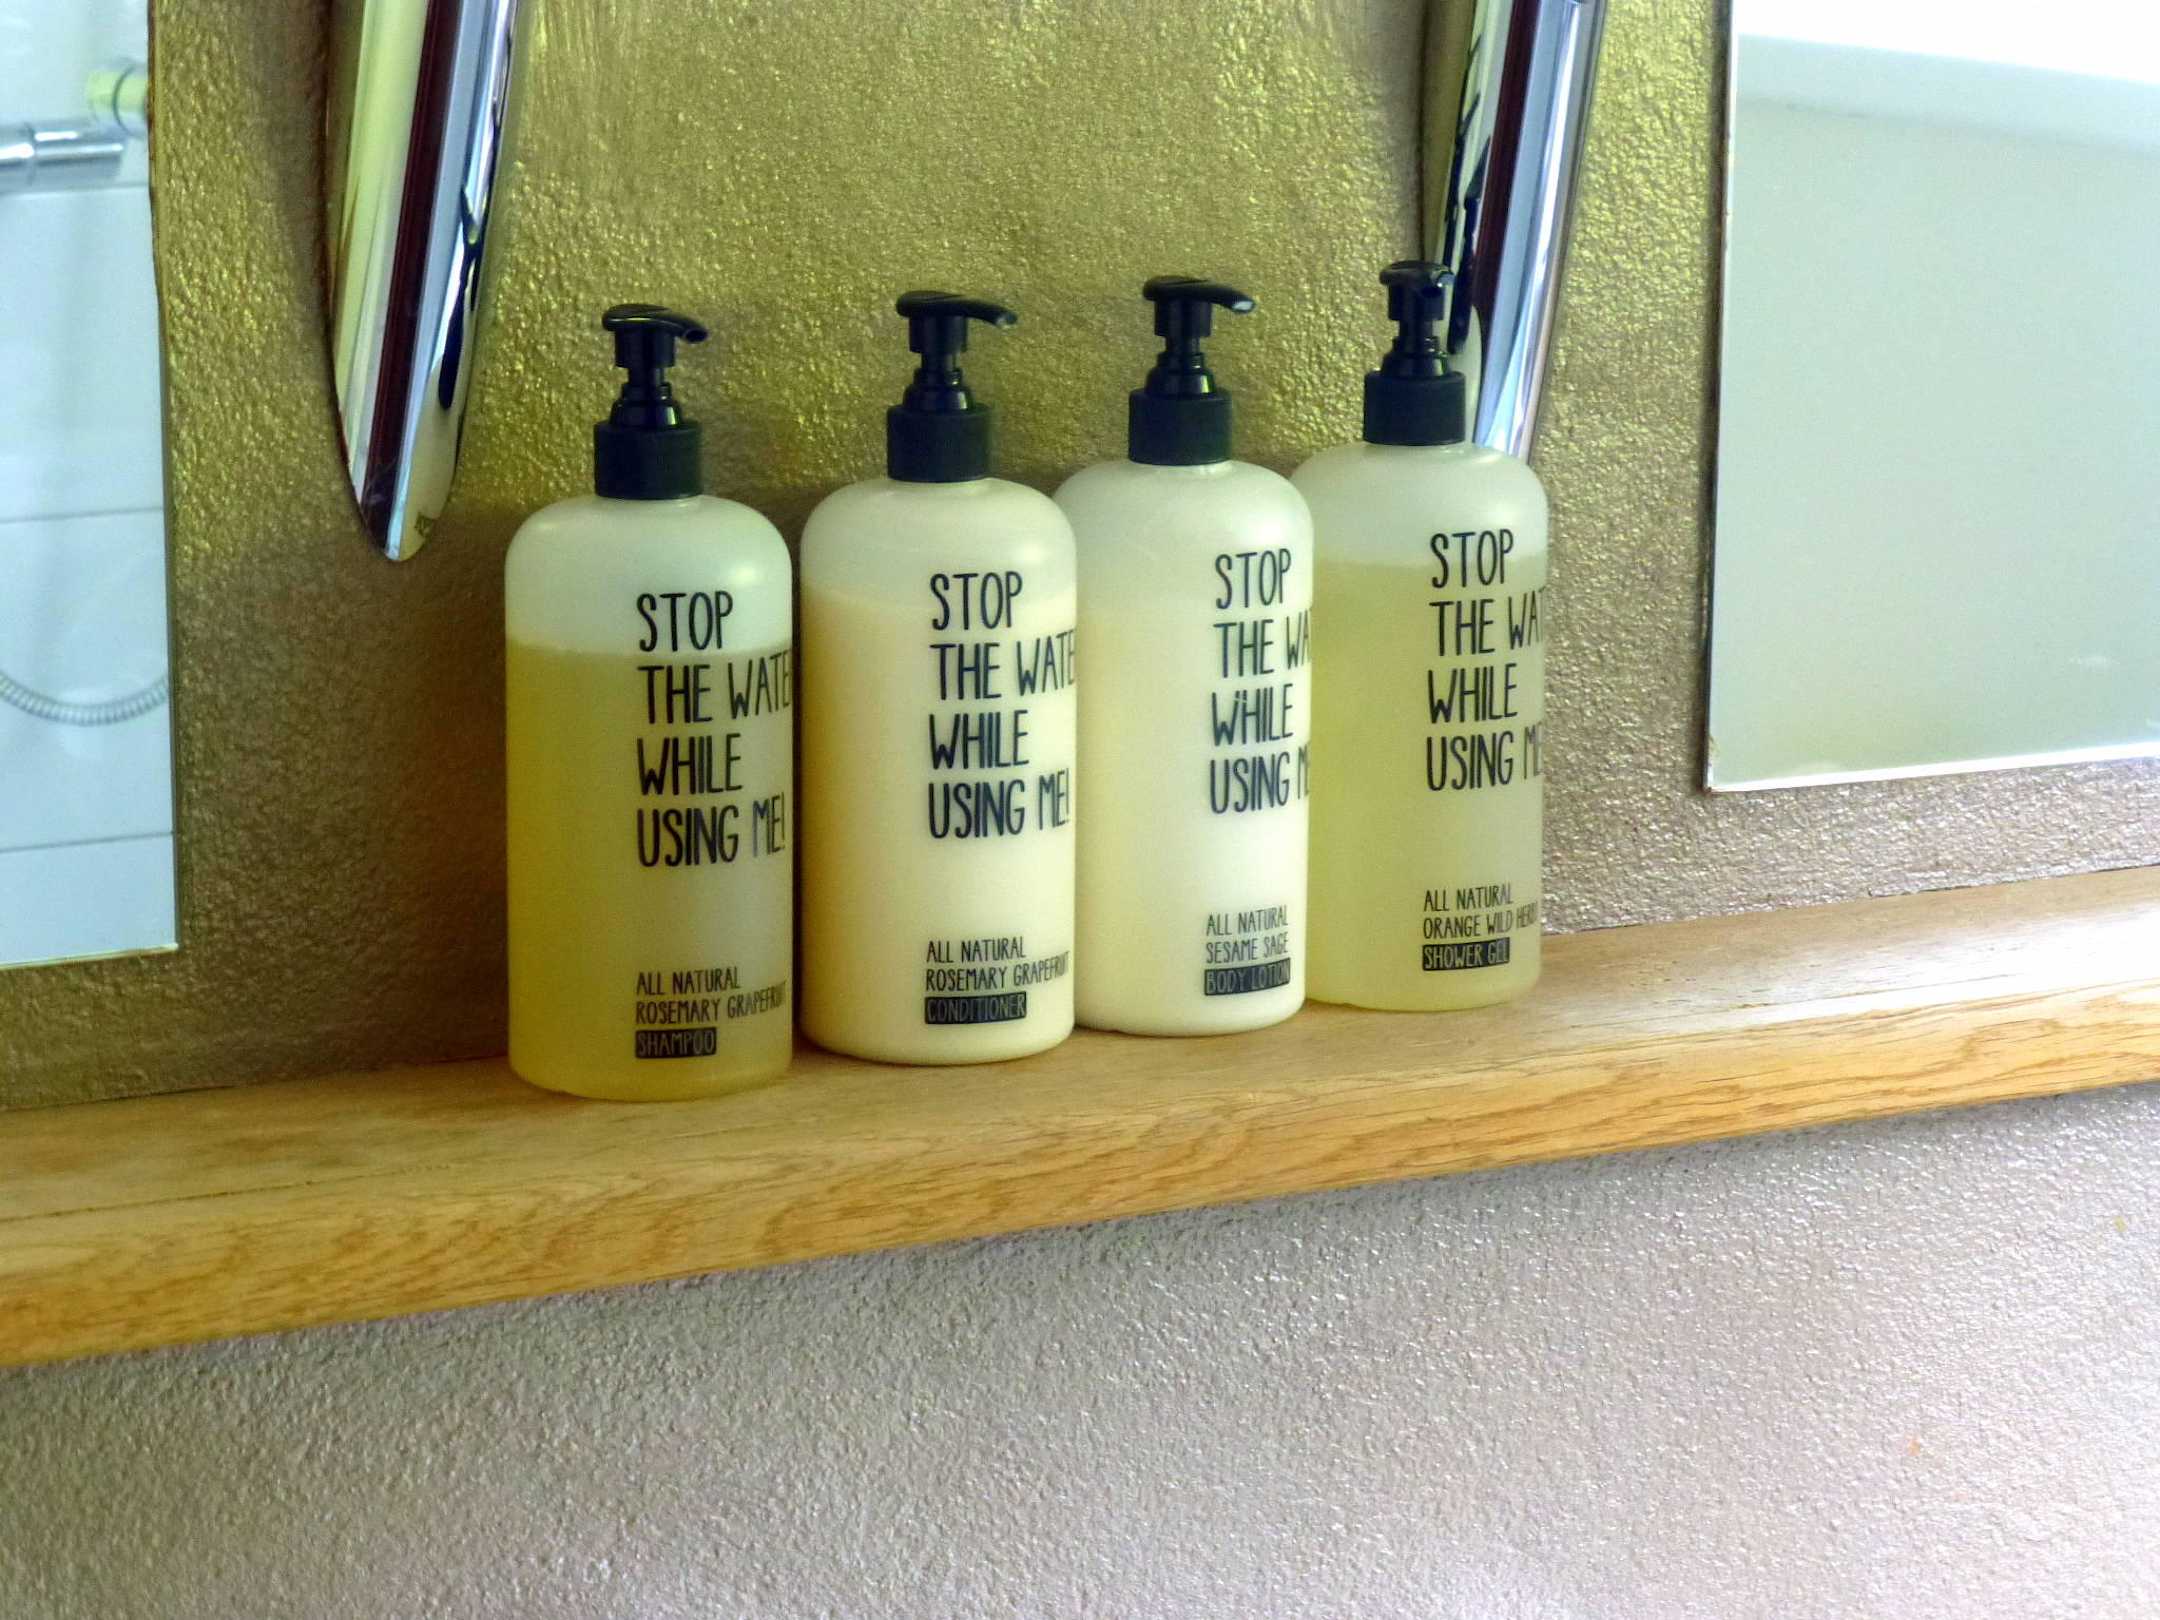 STOP
THE WATE
WHILE
USING ME!
ALL NATURAL
ROSEMARY GRAPEFRUIT
SHAMPOO
STOP
THE WATE
WHILE
USING ME!
ALL NATURAL
ROSEMARY GRAPEFRUIT
CONDITIONER
STOP
THE WA
WHILE
USING M
ALL NATURAL
SESAME SAGE
BODY LOTION
STOP
THE WAT
WHILE
USING ME
ALL NATURAL
ORANGE WILD HERB
SHOWER GEL